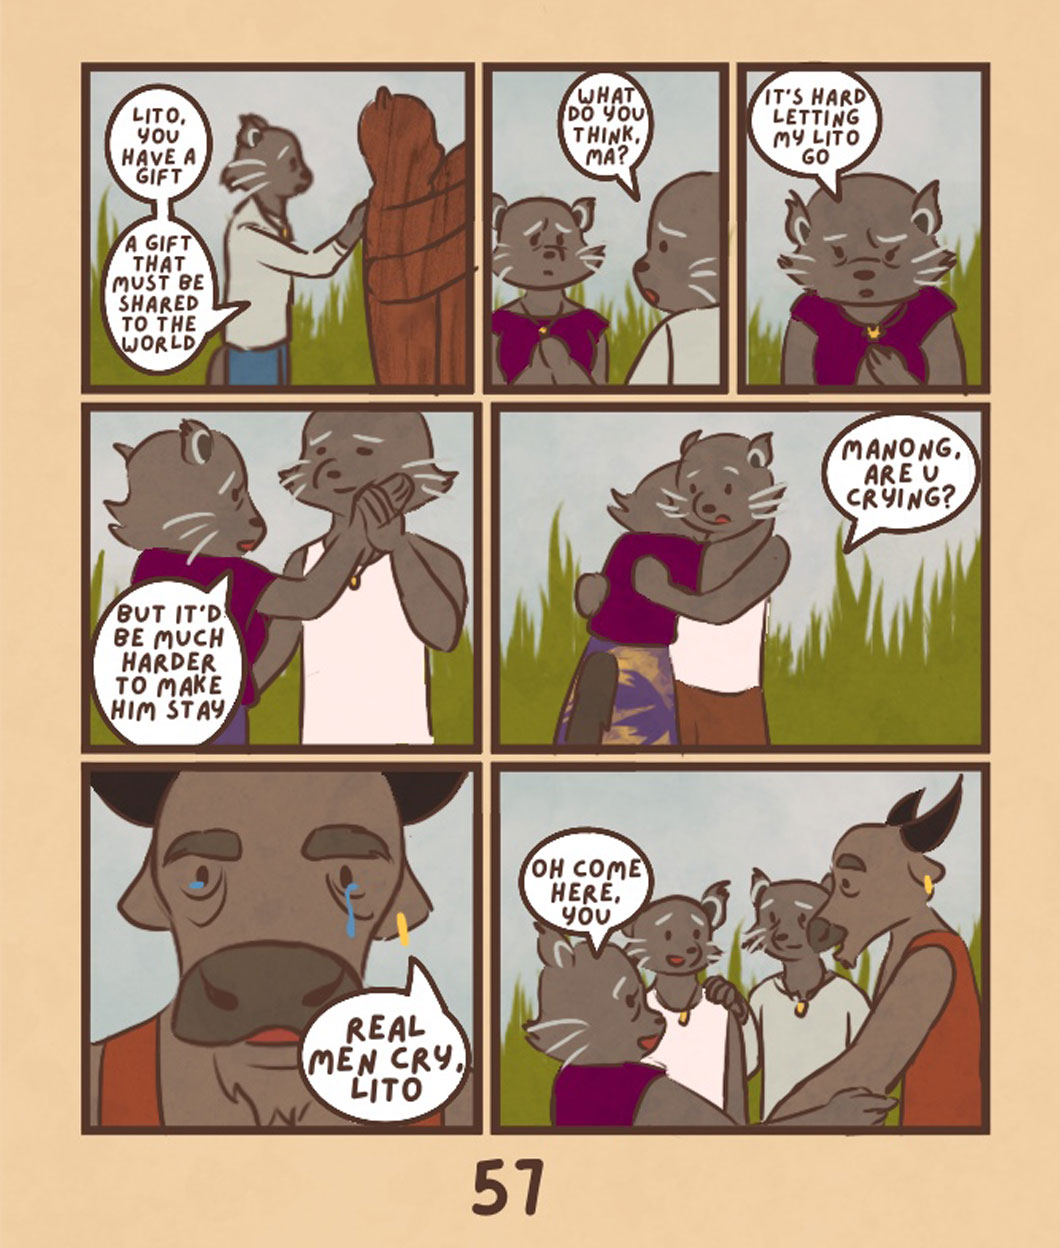 LITO,
YOU
HAVE A
GIFT
A GIFT
THAT
MUST BE
SHARED
TO THE
WORLD
WHAT
DO YOU
THINK,
MA?
IT'S HARD
LETTING
MY LITO
GO
BUT IT'D
BE MUCH
HARDER
TO MAKE
HIM STAY
MANONG,
ARE U
CRYING?
REAL
MEN CRY,
LITO
OH COME
HERE,
YOU
57